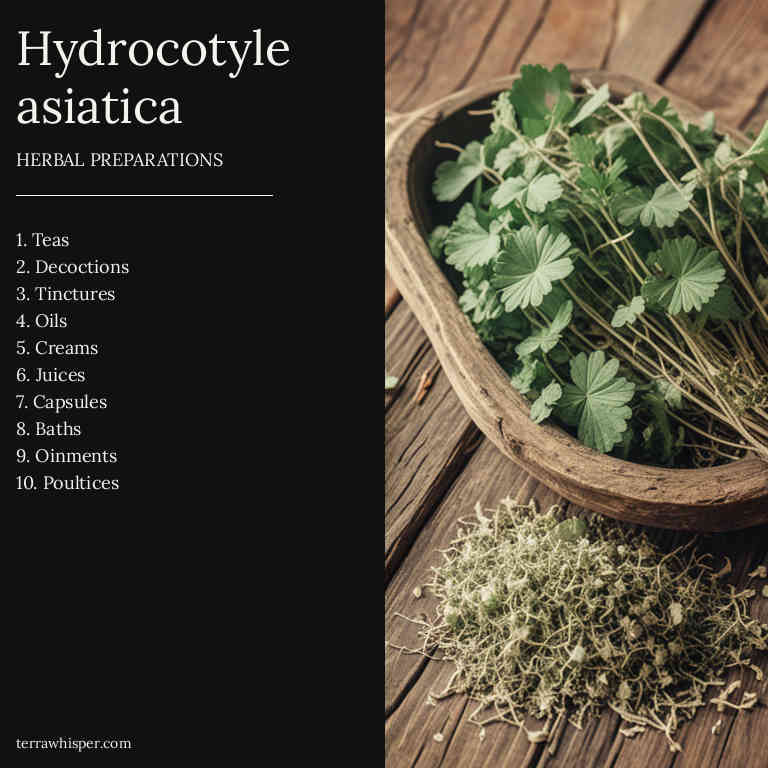 Hydrocotyle
asiatica
HERBAL PREPARATIONS
1. Teas
2. Decoctions
3. Tinctures
4. Oils
5. Creams
6. Juices
7. Capsules
8. Baths
9. Oinments
10. Poultices
terrawhisper.com